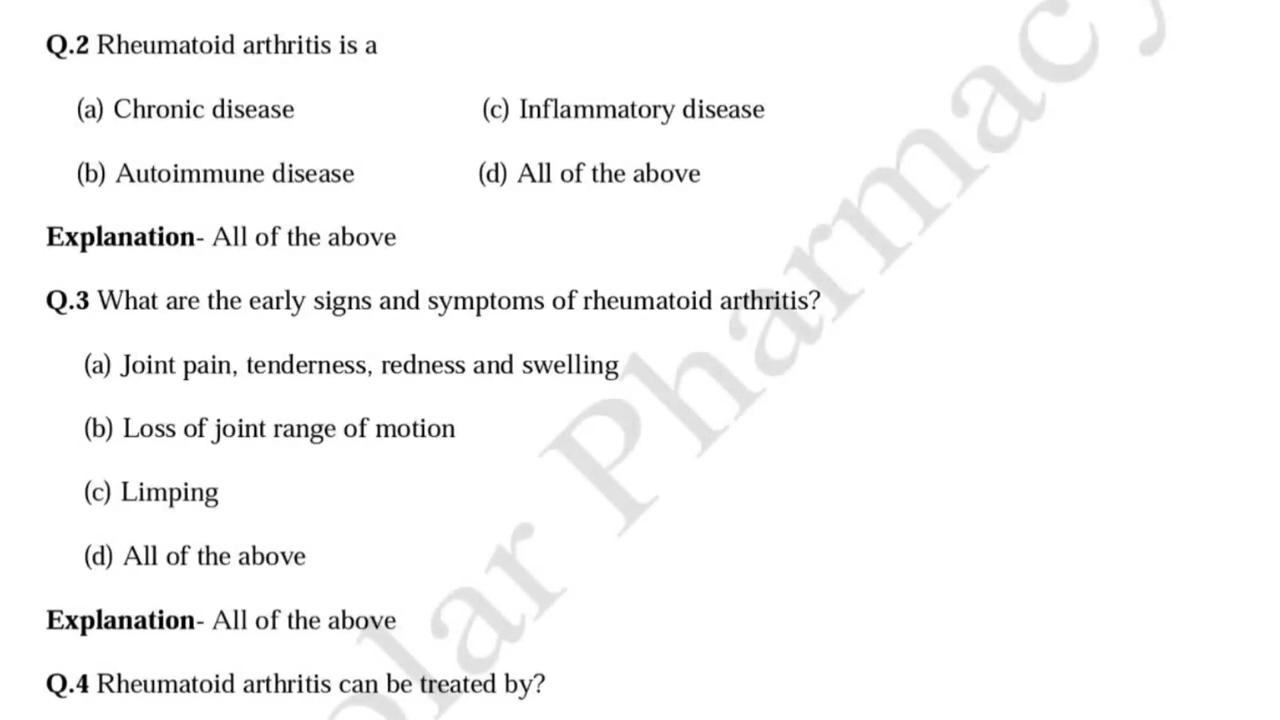 Q.2 Rheumatoid arthritis is a
(a) Chronic disease (c) Inflammatory disease
(b) Autoimmune disease (d) All of the above
Explanation- All of the above
Q.3 What are the early signs and symptoms of rheumatoid arthritis?
(a) Joint pain, tenderness, redness and swelling
(b) Loss of joint range of motion
(c) Limping
(d) All of the above
Explanation- All of the above
Q.4 Rheumatoid arthritis can be treated by?
Pharmacy